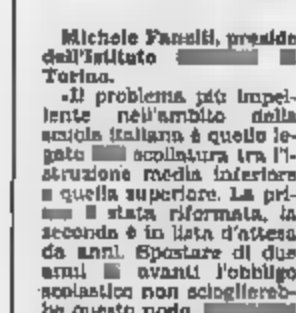 Michele Fanelli, preside
dell'Istituto
Torino.
«Il problema più impel-
lente nell'ambito della
scuola italiana è quello le-
gato scollatura tra l'i-
struzione media inferiore
e quella superiore. La pri-
stata riformata, la
seconda è in lista d'attesa
da anni. Spostare di due
anni avanti l'obbligo
scolastico non scioglereb-
be questo nodo